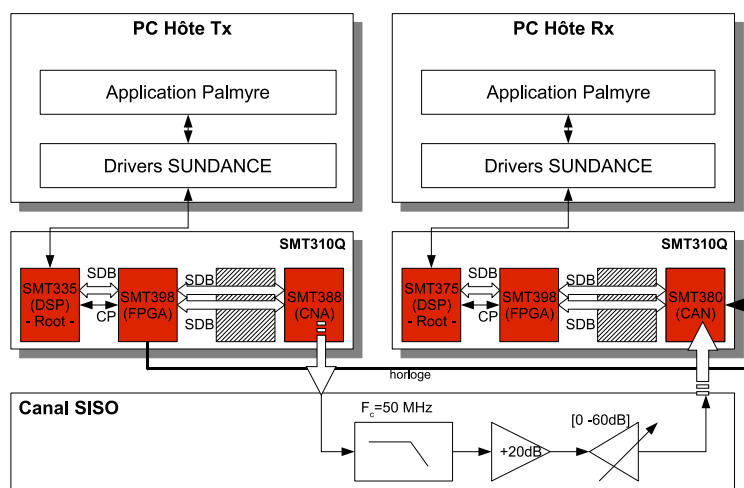 PC Hôte Tx
Application Palmyre
Drivers SUNDANCE
PC Hôte Rx
Application Palmyre
Drivers SUNDANCE
SMT310Q
SMT335
(DSP)
- Root -
SDB
CP
SMT398
(FPGA)
SDB
SDB
SMT388
(CNA)
SMT310Q
SMT375
(DSP)
- Root -
SDB
CP
SMT398
(FPGA)
SDB
SDB
SMT380
(CAN)
horloge
Canal SISO
Fc=50 MHz
+20dB
[0 -60dB]